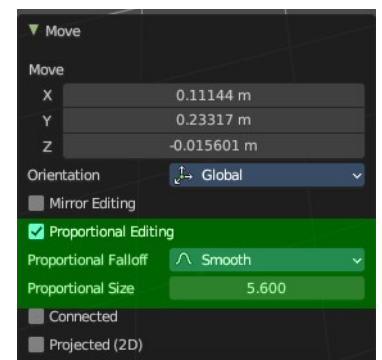 Move
Move
X 0.11144 m
Y 0.23317 m
Z -0.015601 m
Orientation Global
Mirror Editing
Proportional Editing
Proportional Falloff Smooth
Proportional Size 5.600
Connected
Projected (2D)